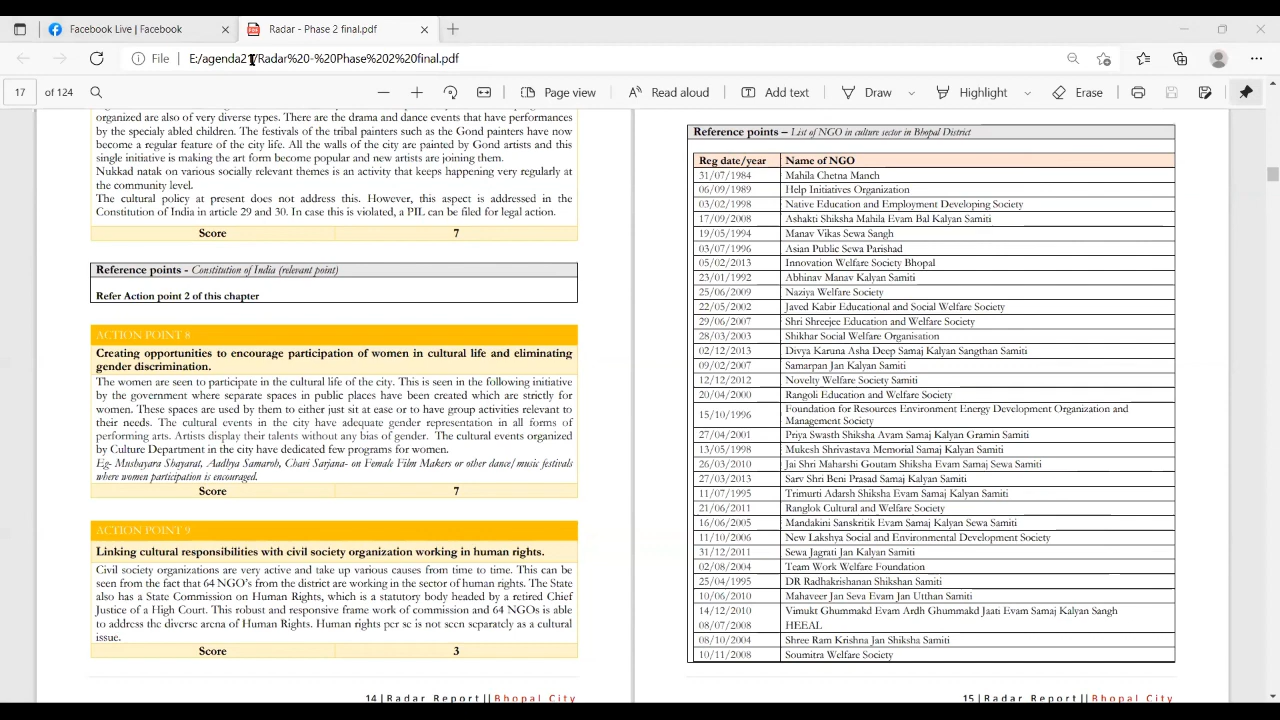 Facebook Live | Facebook
Radar - Phase 2 final.pdf
File E:/agenda21/Radar%20-%20Phase%202%20final.pdf
17 of 124
Page view
Read aloud
Add text
Draw
Highlight
Erase
organized are also of very diverse types. There are the drama and dance events that have performances
by the specialy abled children. The festivals of the tribal painters such as the Gond painters have now
become a regular feature of the city life. All the walls of the city are painted by Gond artists and this
single initiative is making the art form become popular and new artists are joining them.
Nukkad natak on various socially relevant themes is an activity that keeps happening very regularly at
the community level.
The cultural policy at present does not address this. However, this aspect is addressed in the
Constitution of India in article 29 and 30. In case this is violated, a PIL can be filed for legal action.
Score 7
Reference points - Constitution of India (relevant point)
Refer Action point 2 of this chapter
ACTION POINT 8
Creating opportunities to encourage participation of women in cultural life and eliminating
gender discrimination.
The women are seen to participate in the cultural life of the city. This is seen in the following initiative
by the government where separate spaces in public places have been created which are strictly for
women. These spaces are used by them to either just sit at ease or to have group activities relevant to
their needs. The cultural events in the city have adequate gender representation in all forms of
performing arts. Artists display their talents without any bias of gender. The cultural events organized
by Culture Department in the city have dedicated few programs for women.
Eg- Mushayara Shayarat, Aadhya Samaroh, Chavi Sarjana- on Female Film Makers or other dance/music festivals
where women participation is encouraged.
Score 7
ACTION POINT 9
Linking cultural responsibilities with civil society organization working in human rights.
Civil society organizations are very active and take up various causes from time to time. This can be
seen from the fact that 64 NGO's from the district are working in the sector of human rights. The State
also has a State Commission on Human Rights, which is a statutory body headed by a retired Chief
Justice of a High Court. This robust and responsive frame work of commission and 64 NGOs is able
to address the diverse arena of Human Rights. Human rights per se is not seen separately as a cultural
issue.
Score 3
14|Radar Report||Bhopal City
Reference points – List of NGO in culture sector in Bhopal District
Reg date/year Name of NGO
31/07/1984 Mahila Chetna Manch
06/09/1989 Help Initiatives Organization
03/02/1998 Native Education and Employment Developing Society
17/09/2008 Ashakti Shiksha Mahila Evam Bal Kalyan Samiti
19/05/1994 Manav Vikas Sewa Sangh
03/07/1996 Asian Public Sewa Parishad
05/02/2013 Innovation Welfare Society Bhopal
23/01/1992 Abhinav Manav Kalyan Samiti
25/06/2009 Naziya Welfare Society
22/05/2002 Javed Kabir Educational and Social Welfare Society
29/06/2007 Shri Shreejee Education and Welfare Society
28/03/2003 Shikhar Social Welfare Organisation
02/12/2013 Divya Karuna Asha Deep Samaj Kalyan Sangthan Samiti
09/02/2007 Samarpan Jan Kalyan Samiti
12/12/2012 Novelty Welfare Society Samiti
20/04/2000 Rangoli Education and Welfare Society
15/10/1996 Foundation for Resources Environment Energy Development Organization and
Management Society
27/04/2001 Priya Swasth Shiksha Avam Samaj Kalyan Gramin Samiti
13/05/1998 Mukesh Shrivastava Memorial Samaj Kalyan Samiti
26/03/2010 Jai Shri Maharshi Goutam Shiksha Evam Samaj Sewa Samiti
27/03/2013 Sarv Shri Beni Prasad Samaj Kalyan Samiti
11/07/1995 Trimurti Adarsh Shiksha Evam Samaj Kalyan Samiti
21/06/2011 Ranglok Cultural and Welfare Society
16/06/2005 Mandakini Sanskritik Evam Samaj Kalyan Sewa Samiti
11/10/2006 New Lakshya Social and Environmental Development Society
31/12/2011 Sewa Jagrati Jan Kalyan Samiti
02/08/2004 Team Work Welfare Foundation
25/04/1995 DR Radhakrishanan Shikshan Samiti
10/06/2010 Mahaveer Jan Seva Evam Jan Utthan Samiti
14/12/2010 Vimukt Ghummakd Evam Ardh Ghummakd Jaati Evam Samaj Kalyan Sangh
08/07/2008 HEEAL
08/10/2004 Shree Ram Krishna Jan Shiksha Samiti
10/11/2008 Soumitra Welfare Society
15|Radar Report||Bhopal City